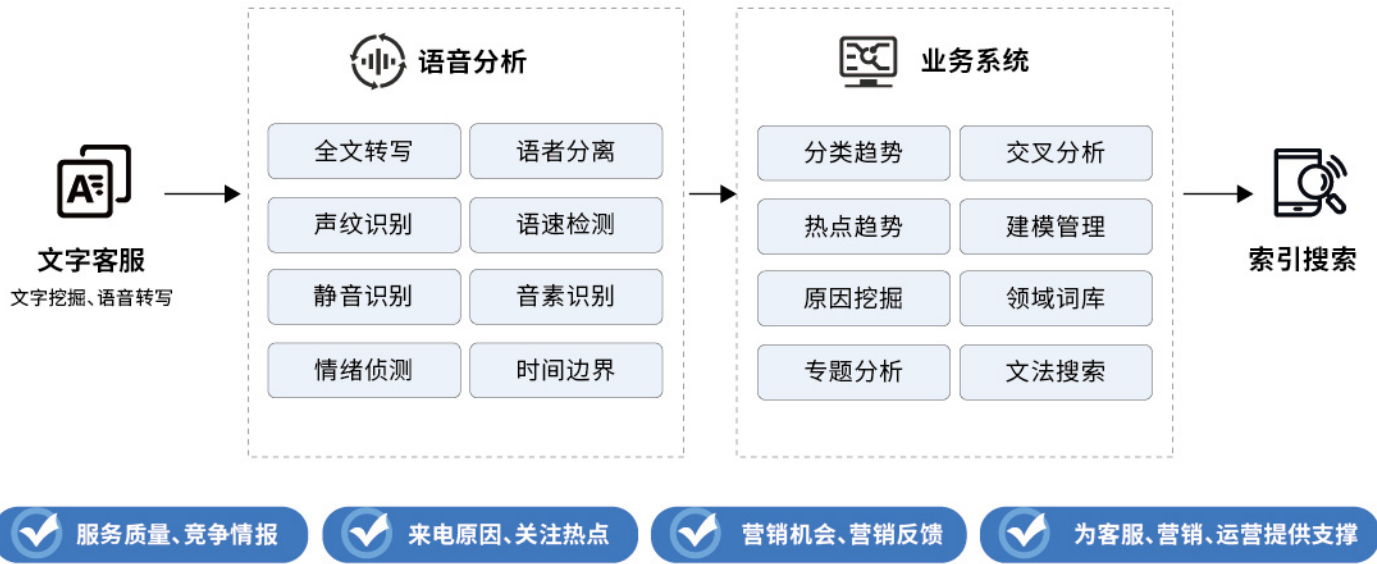 语音分析
业务系统
全文转写
语者分离
分类趋势
交叉分析
声纹识别
语速检测
热点趋势
建模管理
文字客服
文字挖掘、语音转写
索引搜索
静音识别
音素识别
原因挖掘
领域词库
情绪侦测
时间边界
专题分析
文法搜索
服务质量、竞争情报
来电原因、关注热点
营销机会、营销反馈
为客服、营销、运营提供支撑